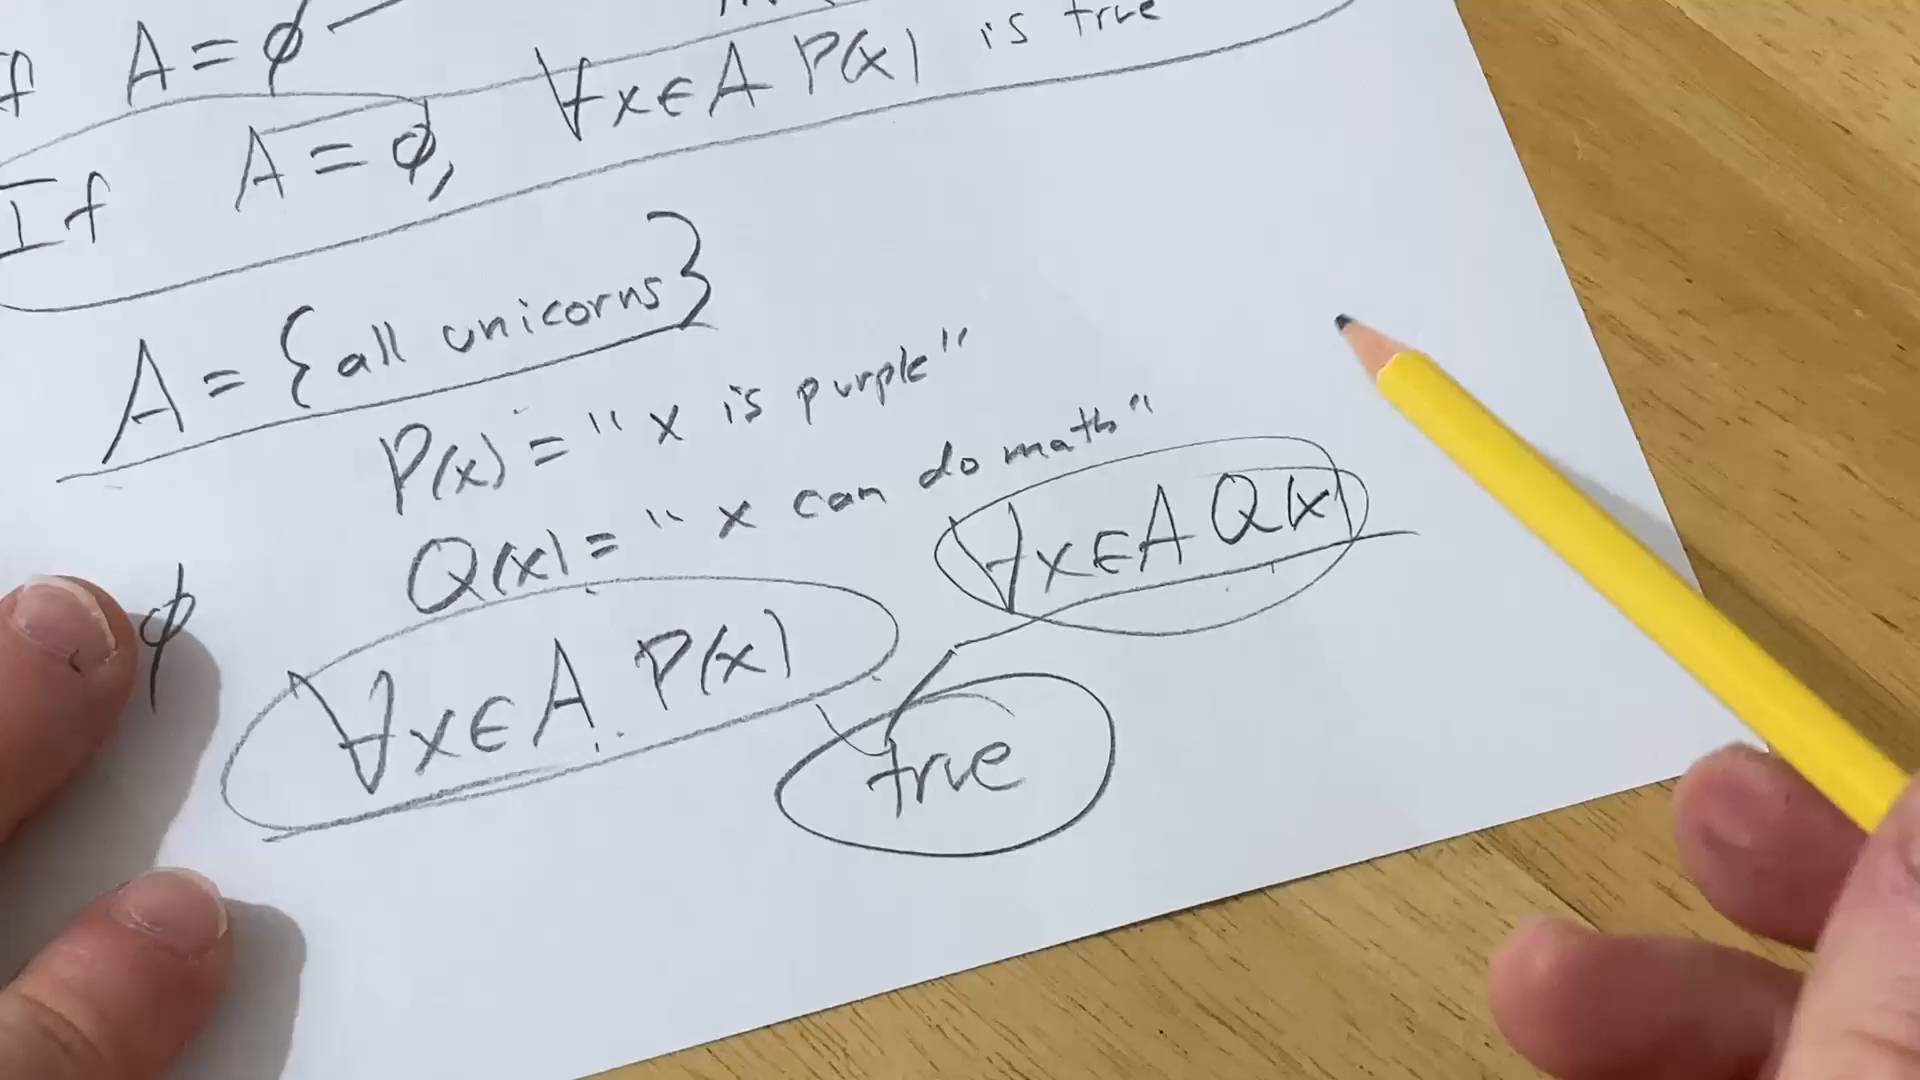 If A = ϕ
∀x∈A P(x) is true
If A = ϕ,
A = {all unicorns}
P(x) = "x is purple"
Q(x) = "x can do math"
∀x∈A Q(x)
ϕ
∀x∈A P(x)
true